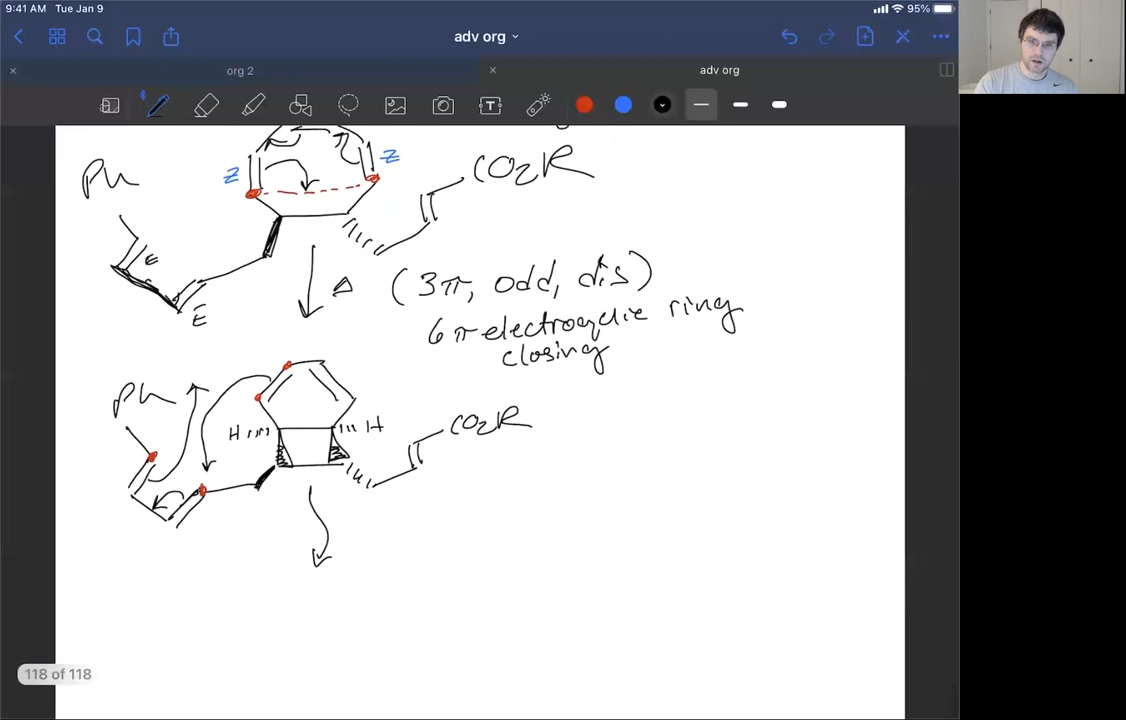 9:41 AM Tue Jan 9
95%
adv org
org 2
adv org
Ph
Z
Z
CO2R
E
E
Δ
(3π, odd, dis)
6π electrocyclic ring
closing
Ph
H
H
CO2R
118 of 118